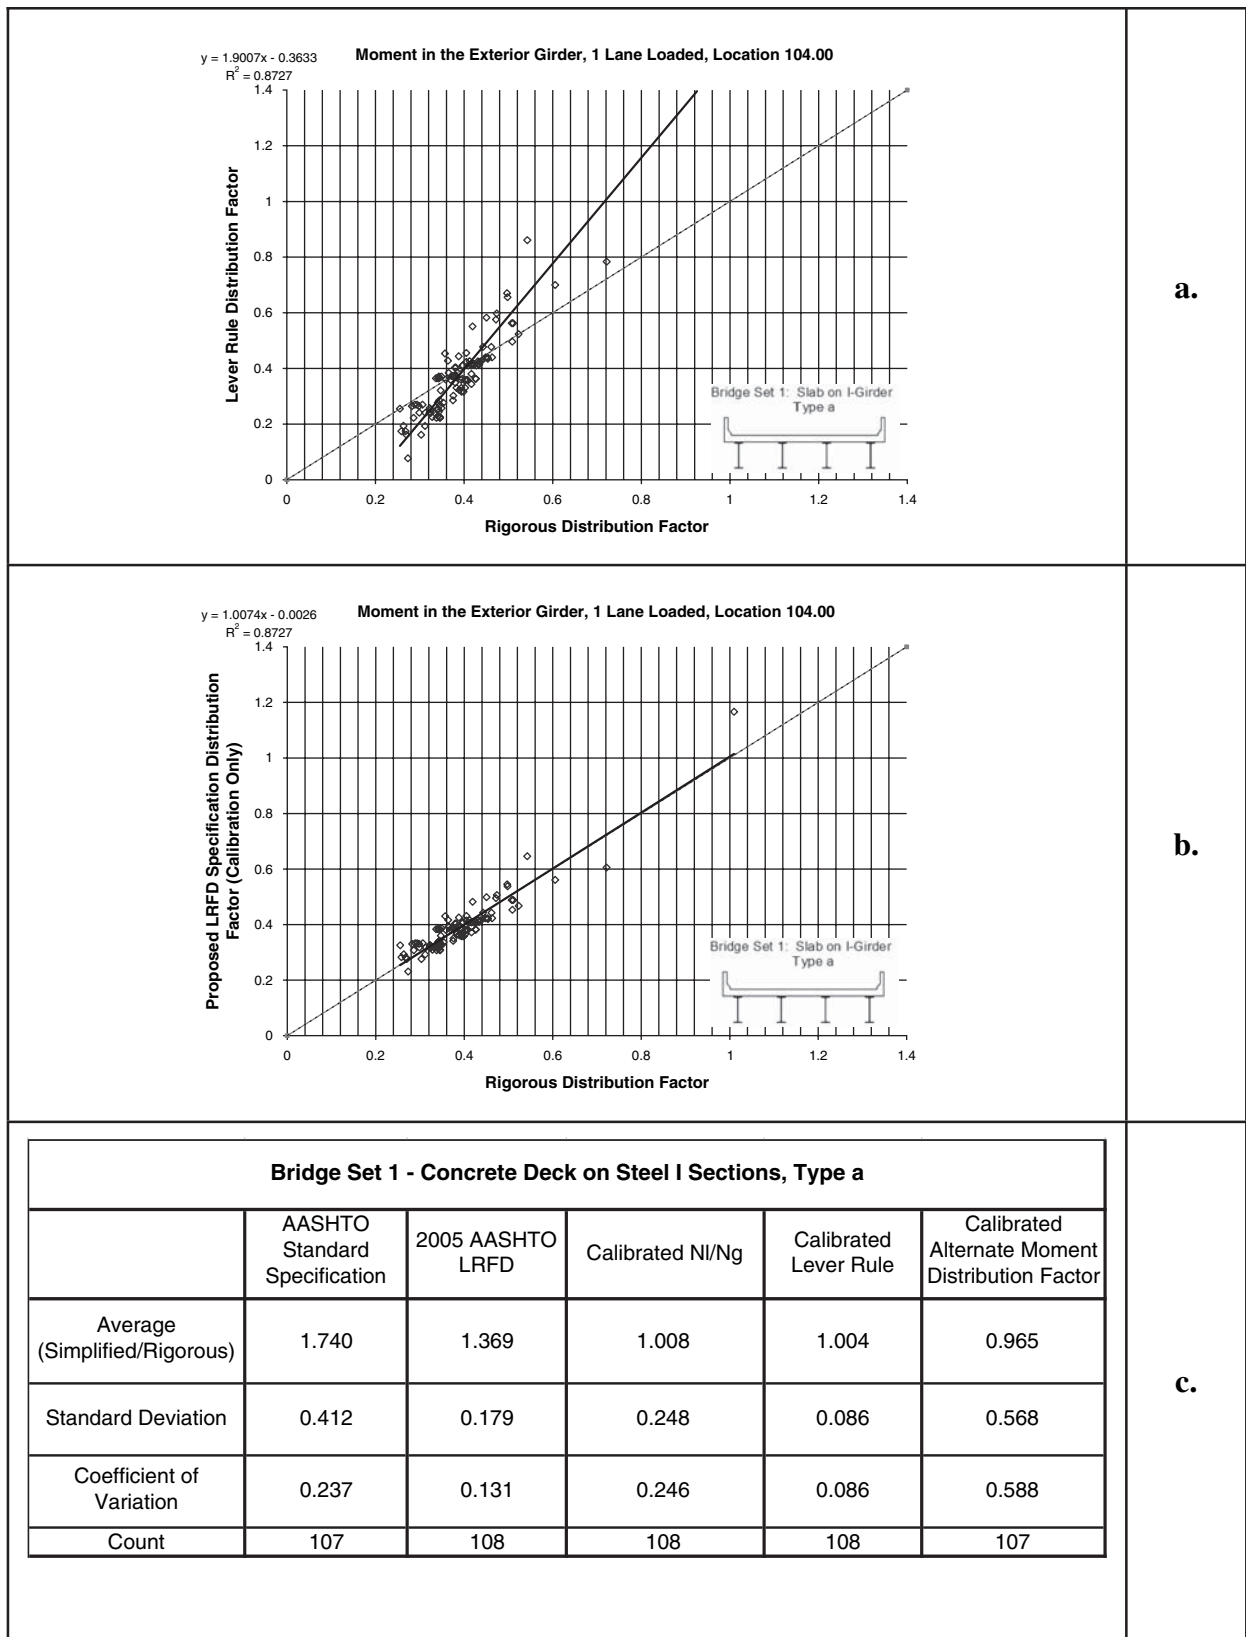 y = 1.9007x - 0.3633
R2 = 0.8727
Moment in the Exterior Girder, 1 Lane Loaded, Location 104.00
Lever Rule Distribution Factor
1.4
1.2
1
0.8
0.6
0.4
0.2
0
0 0.2 0.4 0.6 0.8 1 1.2 1.4
Rigorous Distribution Factor
Bridge Set 1: Slab on I-Girder
Type a
a.
y = 1.0074x - 0.0026
R2 = 0.8727
Moment in the Exterior Girder, 1 Lane Loaded, Location 104.00
Proposed LRFD Specification Distribution
Factor (Calibration Only)
1.4
1.2
1
0.8
0.6
0.4
0.2
0
0 0.2 0.4 0.6 0.8 1 1.2 1.4
Rigorous Distribution Factor
Bridge Set 1: Slab on I-Girder
Type a
b.
Bridge Set 1 - Concrete Deck on Steel I Sections, Type a
AASHTO Standard Specification
2005 AASHTO LRFD
Calibrated Nl/Ng
Calibrated Lever Rule
Calibrated Alternate Moment Distribution Factor
Average (Simplified/Rigorous) 1.740 1.369 1.008 1.004 0.965
Standard Deviation 0.412 0.179 0.248 0.086 0.568
Coefficient of Variation 0.237 0.131 0.246 0.086 0.588
Count 107 108 108 108 107
c.